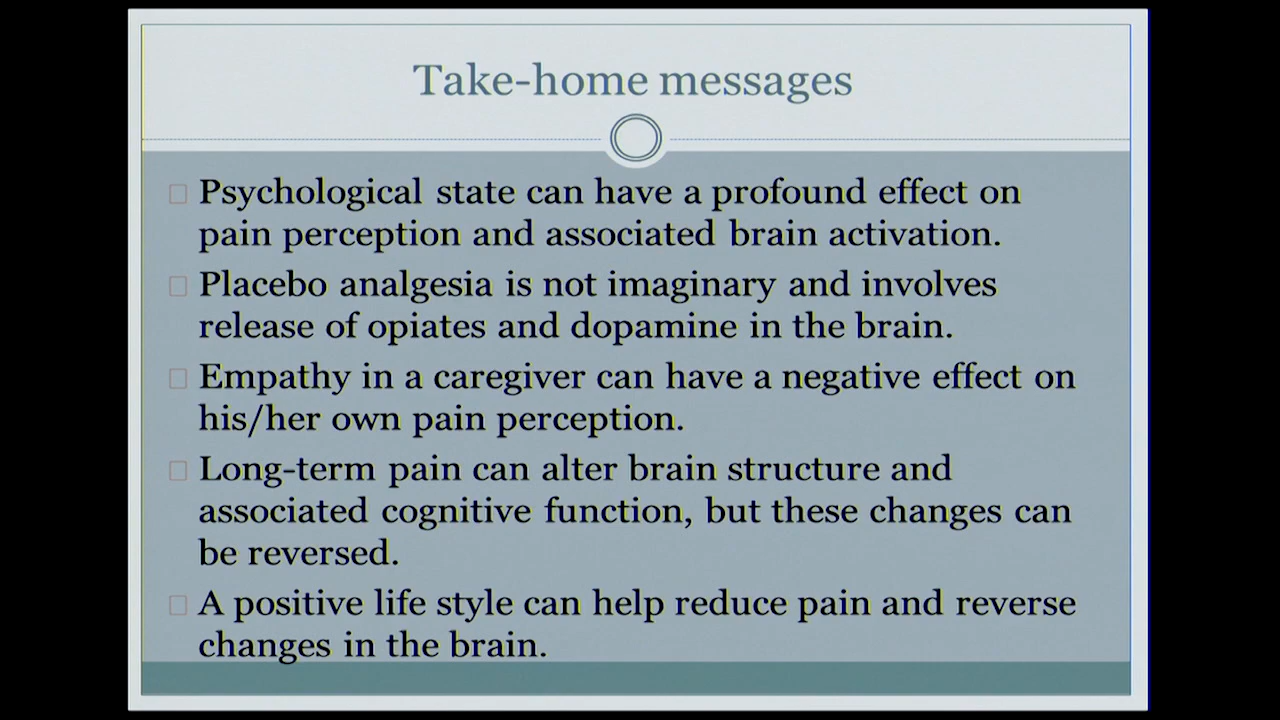 Take-home messages
Psychological state can have a profound effect on
pain perception and associated brain activation.
Placebo analgesia is not imaginary and involves
release of opiates and dopamine in the brain.
Empathy in a caregiver can have a negative effect on
his/her own pain perception.
Long-term pain can alter brain structure and
associated cognitive function, but these changes can
be reversed.
A positive life style can help reduce pain and reverse
changes in the brain.